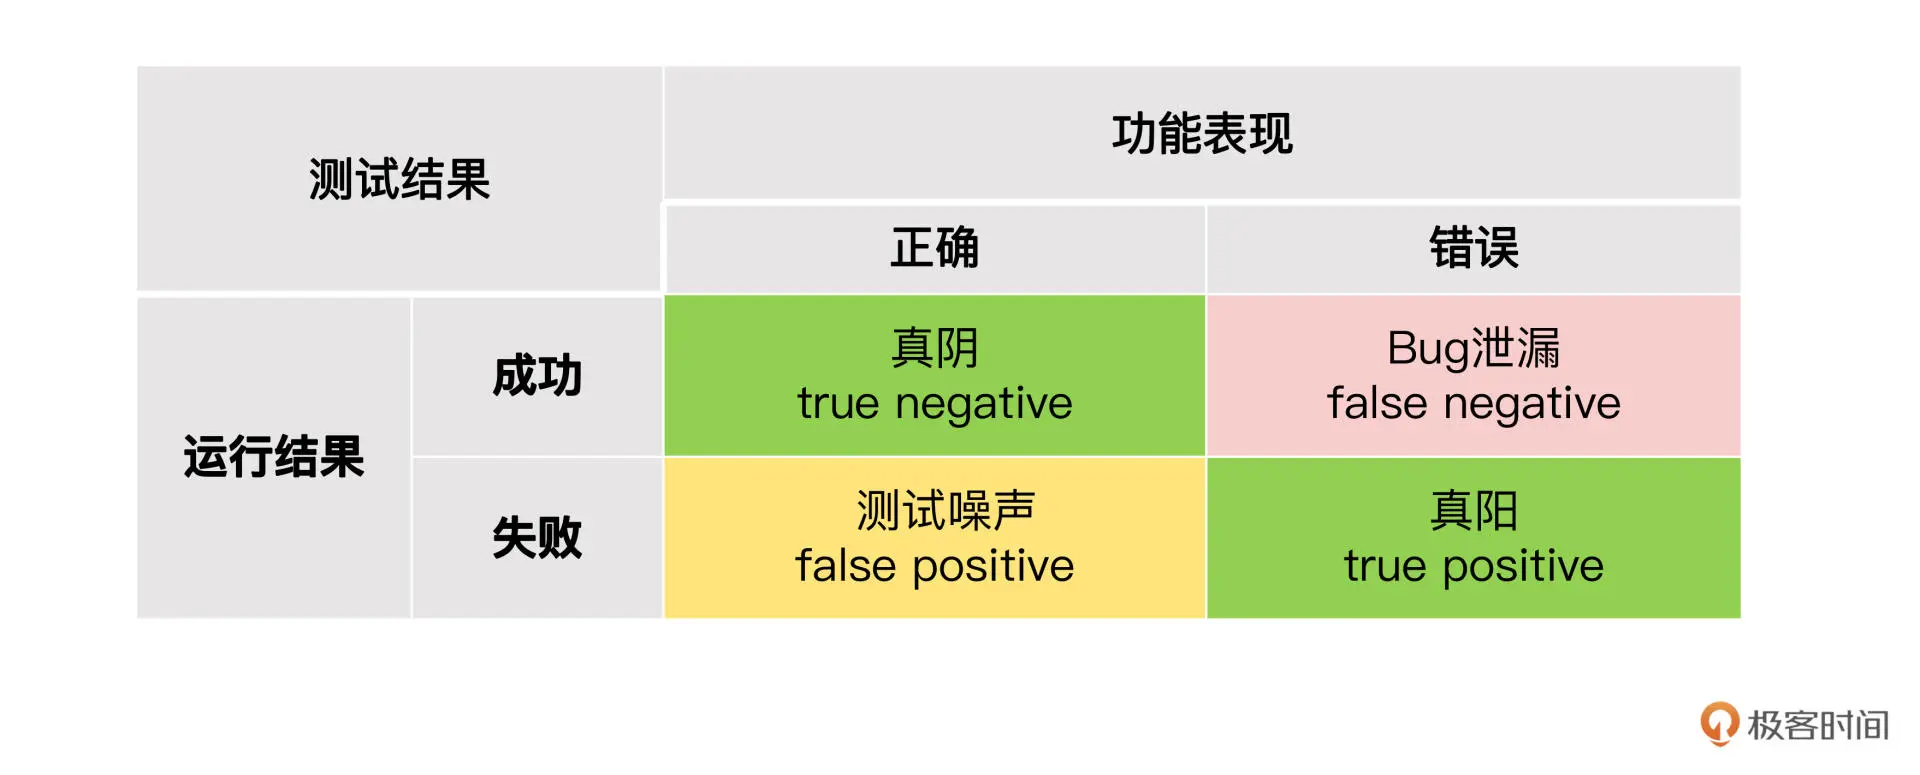 测试结果
功能表现
正确
错误
运行结果
成功
真阴
true negative
Bug泄漏
false negative
失败
测试噪声
false positive
真阳
true positive
极客时间